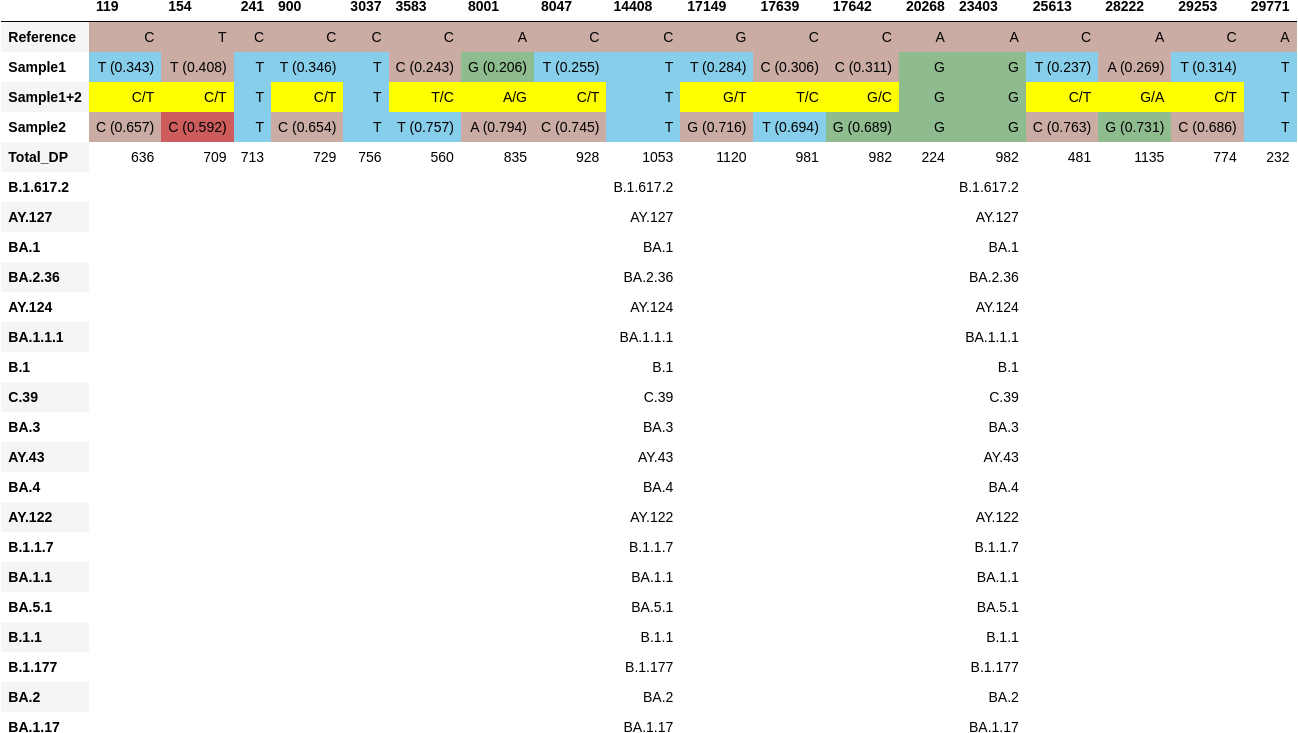 119 154 241 900 3037 3583 8001 8047 14408 17149 17639 17642 20268 23403 25613 28222 29253 29771
Reference C T C C C C A C C G C C A A C A C A
Sample1 T (0.343) T (0.408) T T (0.346) T C (0.243) G (0.206) T (0.255) T T (0.284) C (0.306) C (0.311) G G T (0.237) A (0.269) T (0.314) T
Sample1+2 C/T C/T T C/T T T/C A/G C/T T G/T T/C G/C G G C/T G/A C/T T
Sample2 C (0.657) C (0.592) T C (0.654) T T (0.757) A (0.794) C (0.745) T G (0.716) T (0.694) G (0.689) G G C (0.763) G (0.731) C (0.686) T
Total_DP 636 709 713 729 756 560 835 928 1053 1120 981 982 224 982 481 1135 774 232
B.1.617.2 B.1.617.2 B.1.617.2
AY.127 AY.127 AY.127
BA.1 BA.1 BA.1
BA.2.36 BA.2.36 BA.2.36
AY.124 AY.124 AY.124
BA.1.1.1 BA.1.1.1 BA.1.1.1
B.1 B.1 B.1
C.39 C.39 C.39
BA.3 BA.3 BA.3
AY.43 AY.43 AY.43
BA.4 BA.4 BA.4
AY.122 AY.122 AY.122
B.1.1.7 B.1.1.7 B.1.1.7
BA.1.1 BA.1.1 BA.1.1
BA.5.1 BA.5.1 BA.5.1
B.1.1 B.1.1 B.1.1
B.1.177 B.1.177 B.1.177
BA.2 BA.2 BA.2
BA.1.17 BA.1.17 BA.1.17